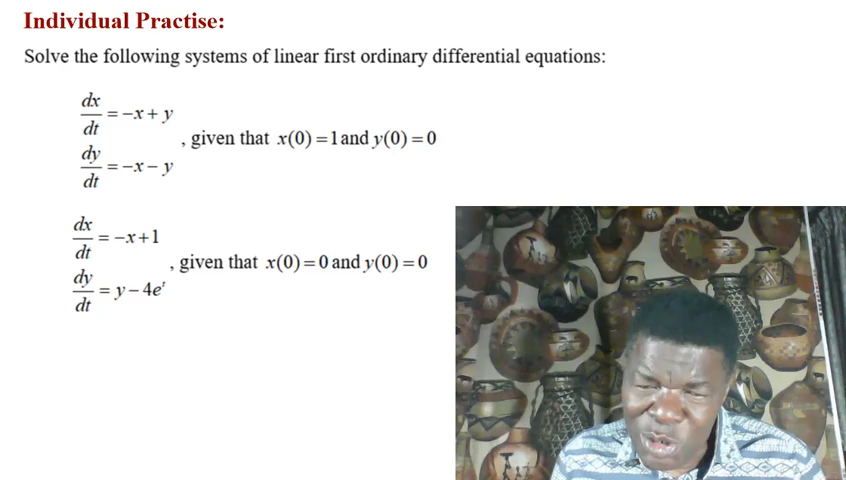 Individual Practise:
Solve the following systems of linear first ordinary differential equations:
dx/dt = −x + y
, given that x(0) = 1 and y(0) = 0
dy/dt = −x − y
dx/dt = −x + 1
, given that x(0) = 0 and y(0) = 0
dy/dt = y − 4e^t